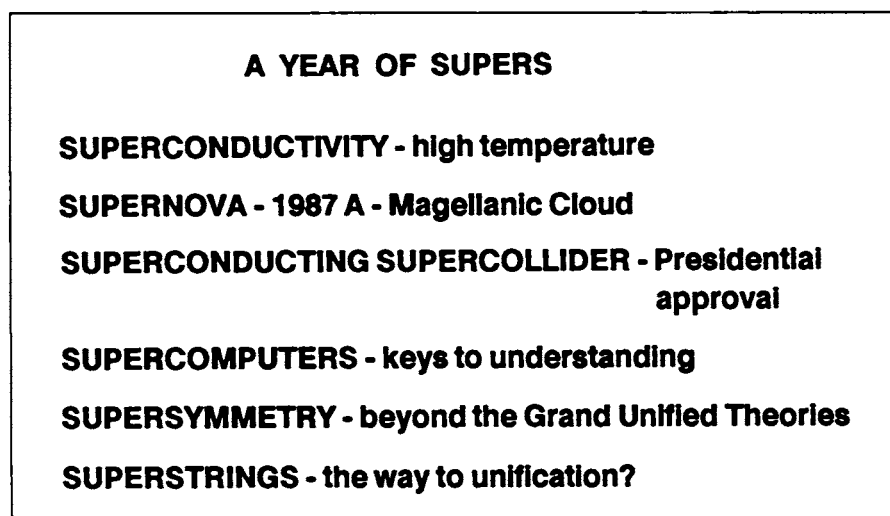 A YEAR OF SUPERS
SUPERCONDUCTIVITY - high temperature
SUPERNOVA - 1987 A - Magellanic Cloud
SUPERCONDUCTING SUPERCOLLIDER - Presidential
approval
SUPERCOMPUTERS - keys to understanding
SUPERSYMMETRY - beyond the Grand Unified Theories
SUPERSTRINGS - the way to unification?